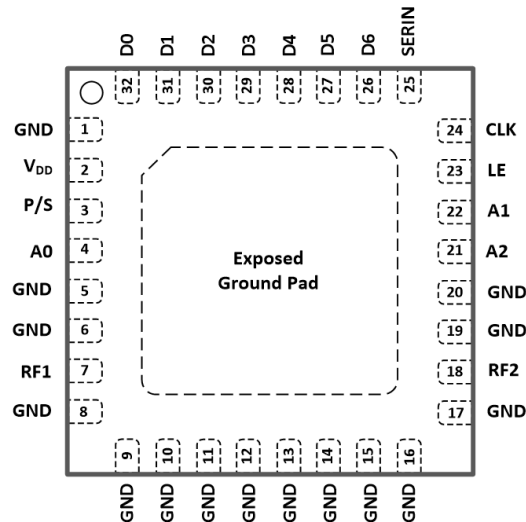 D0 D1 D2 D3 D4 D5 D6 SERIN
32 31 30 29 28 27 26 25
GND 1 24 CLK
VDD 2 23 LE
P/S 3 22 A1
A0 4 21 A2
GND 5 20 GND
GND 6 19 GND
RF1 7 18 RF2
GND 8 17 GND
Exposed
Ground Pad
9 10 11 12 13 14 15 16
GND GND GND GND GND GND GND GND